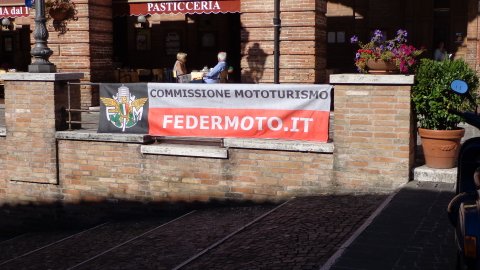 PASTICCERIA
COMMISSIONE MOTOTURISMO
FEDERMOTO.IT